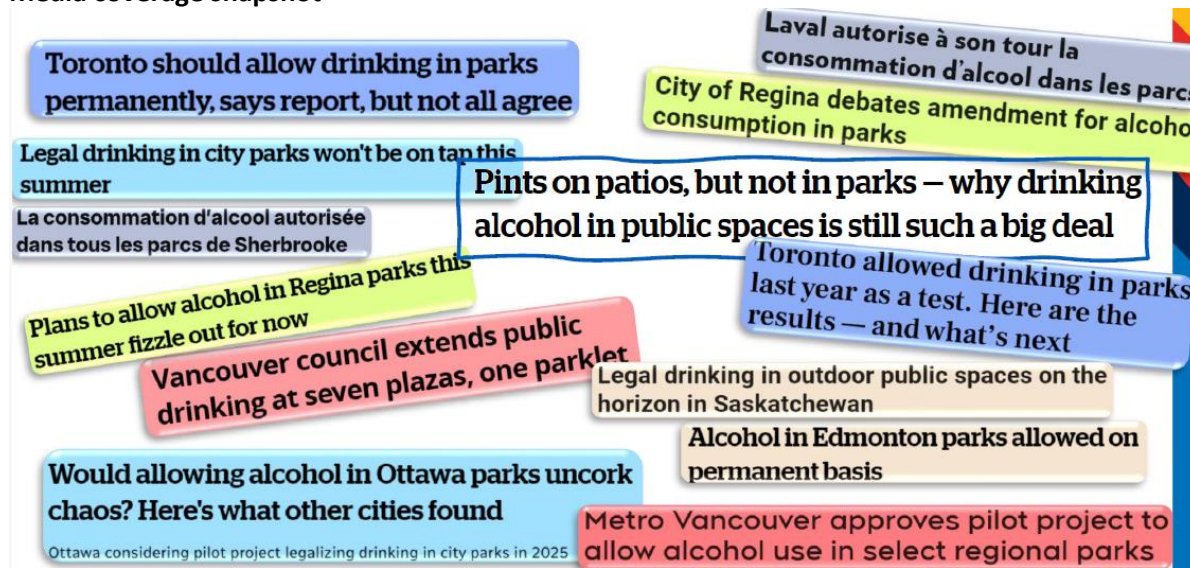 Media coverage snapshot
Toronto should allow drinking in parks
permanently, says report, but not all agree
Laval autorise à son tour la
consommation d'alcool dans les parcs
City of Regina debates amendment for alcoho
consumption in parks
Legal drinking in city parks won't be on tap this
summer
Pints on patios, but not in parks – why drinking
alcohol in public spaces is still such a big deal
La consommation d'alcool autorisée
dans tous les parcs de Sherbrooke
Toronto allowed drinking in parks
last year as a test. Here are the
results — and what's next
Plans to allow alcohol in Regina parks this
summer fizzle out for now
Vancouver council extends public
drinking at seven plazas, one parklet
Legal drinking in outdoor public spaces on the
horizon in Saskatchewan
Alcohol in Edmonton parks allowed on
permanent basis
Would allowing alcohol in Ottawa parks uncork
chaos? Here's what other cities found
Ottawa considering pilot project legalizing drinking in city parks in 2025
Metro Vancouver approves pilot project to
allow alcohol use in select regional parks